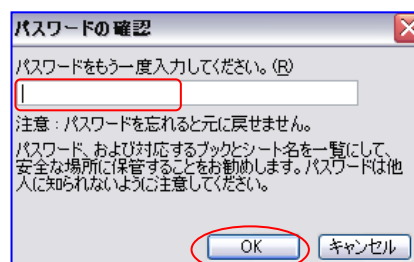 パスワードの確認
パスワードをもう一度入力してください。(R)
注意：パスワードを忘れると元に戻せません。
パスワード、および対応するブックとシート名を一覧にして、
安全な場所に保管することをお勧めします。パスワードは他
人に知られないようにご注意してください。
OK
キャンセル